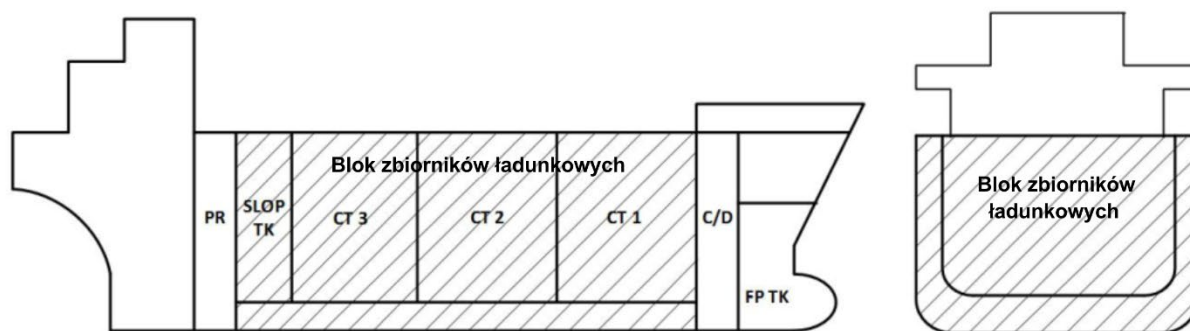 Blok zbiorników ładunkowych
PR
SLOP
TK
CT 3
CT 2
CT 1
C/D
FP TK
Blok zbiorników
ładunkowych